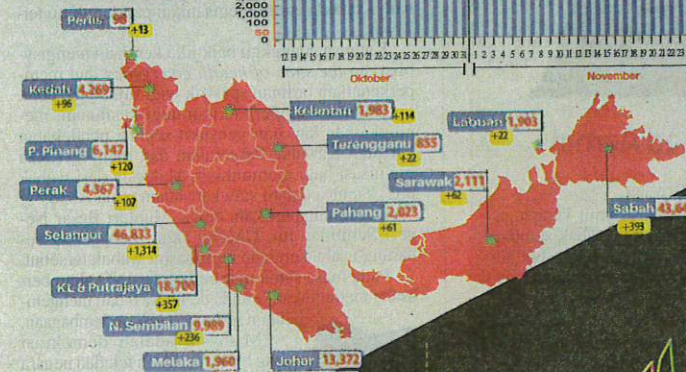 2,000
1,000
100
50
0
12 13 14 15 16 17 18 19 20 21 22 23 24 25 26 27 28 29 30 31
1 2 3 4 5 6 7 8 9 10 11 12 13 14 15 16 17 18 19 20 21 22 23
Oktober
November
Perlis 98
+13
Kedah 4,269
+96
P. Pinang 6,147
+120
Perak 4,367
+107
Selangor 46,833
+1,314
KL & Putrajaya 18,700
+357
N. Sembilan 9,989
+236
Melaka 1,960
Johor 13,372
Kelantan 1,983
+114
Terengganu 835
+22
Pahang 2,023
+61
Labuan 1,903
+22
Sarawak 2,111
+62
Sabah 43,64
+393